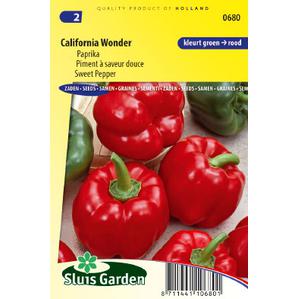 QUALITY PRODUCT OF HOLLAND
2
0680
California Wonder
kleurt groen → rood
Paprika
Piment à saveur douce
Sweet Pepper
ZADEN - SEEDS - SAMEN - GRAINES - SEMENTI - ZADEN - SEEDS - SAMEN - GRAINES - SEM
Sluis Garden
8 711441 106801